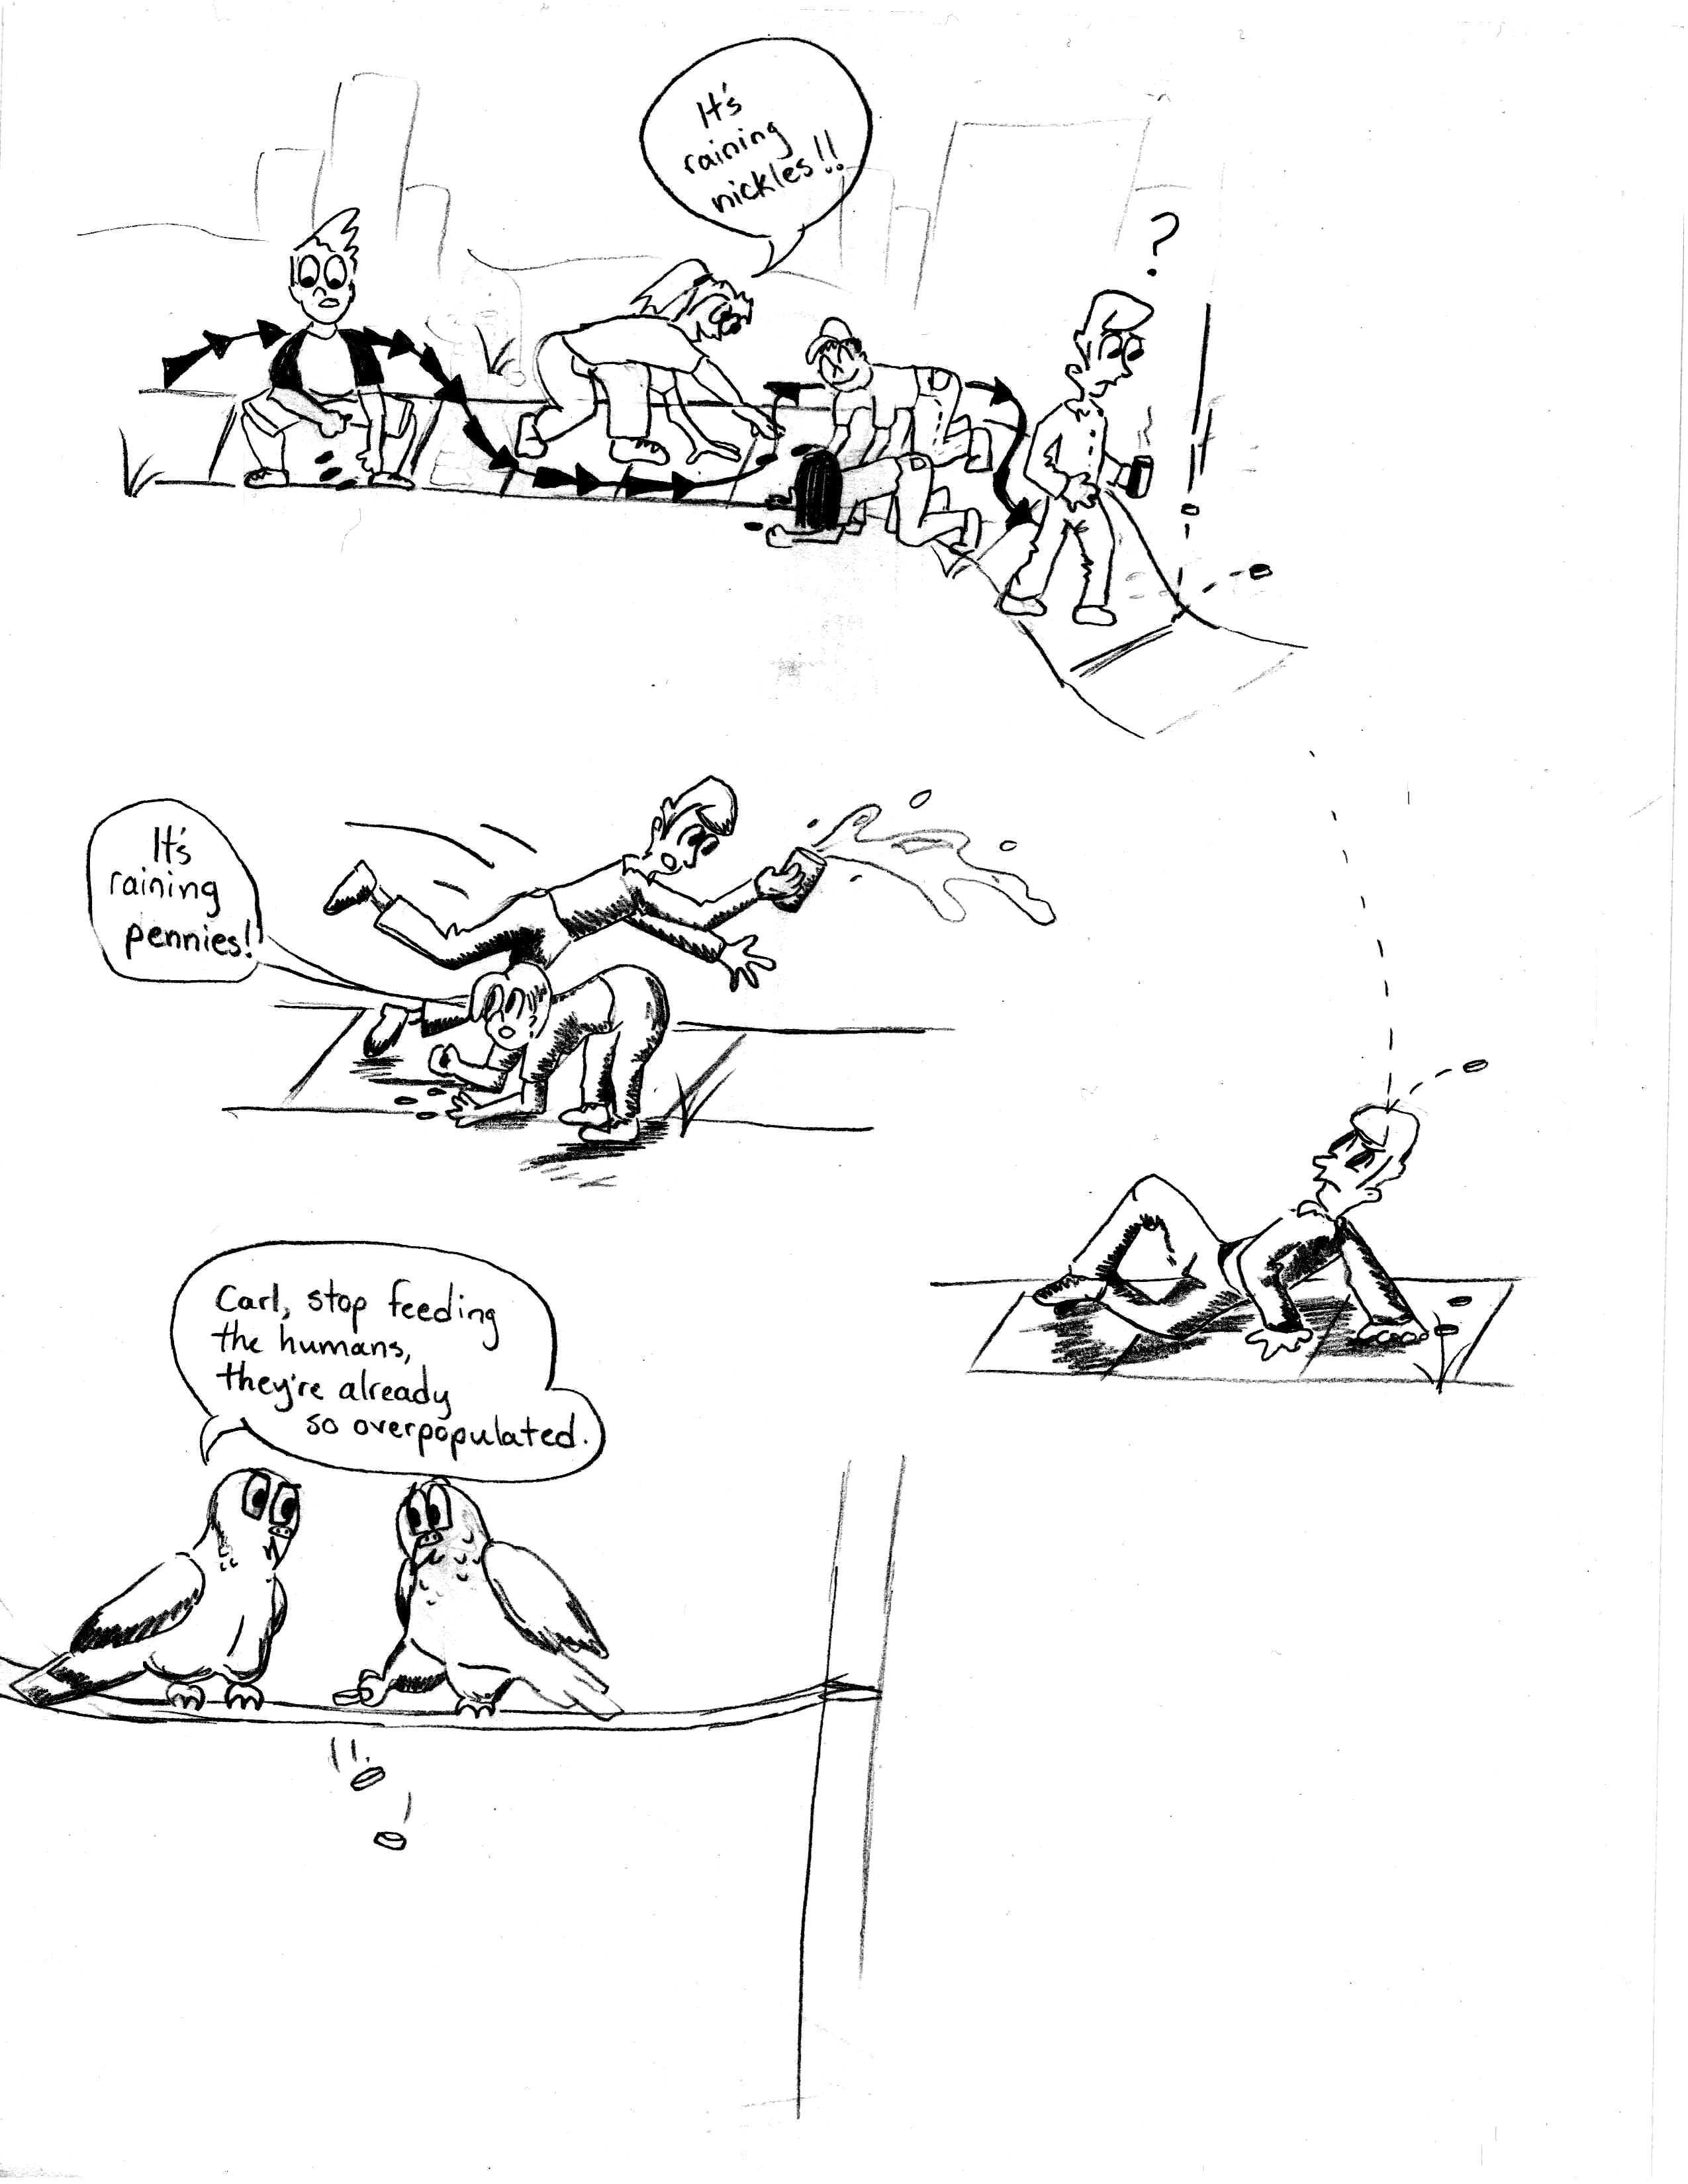 It's
raining
nickles!!
?
It's
raining
pennies!
Carl, stop feeding
the humans,
they're already
so overpopulated.